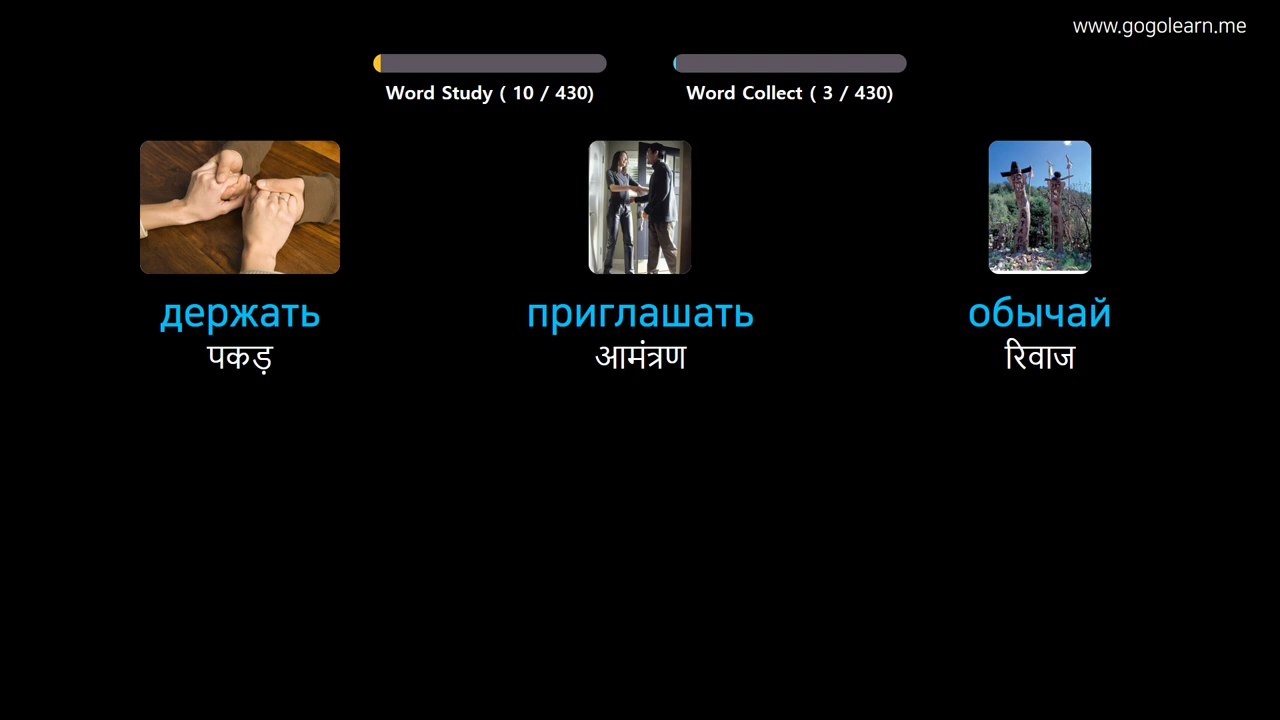 www.gogolearn.me
Word Study ( 10 / 430)
Word Collect ( 3 / 430)
держать
приглашать
обычай
पकड़
आमंत्रण
रिवाज